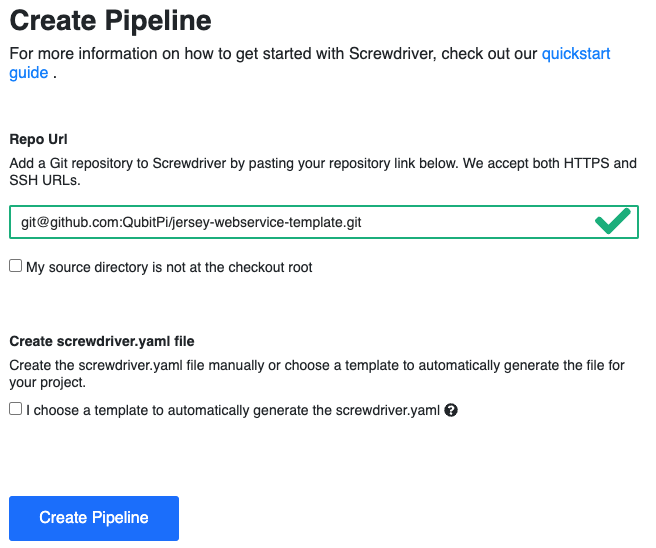 Create Pipeline
For more information on how to get started with Screwdriver, check out our quickstart
guide .
Repo Url
Add a Git repository to Screwdriver by pasting your repository link below. We accept both HTTPS and
SSH URLs.
git@github.com:QubitPi/jersey-webservice-template.git
My source directory is not at the checkout root
Create screwdriver.yaml file
Create the screwdriver.yaml file manually or choose a template to automatically generate the file for
your project.
I choose a template to automatically generate the screwdriver.yaml ?
Create Pipeline